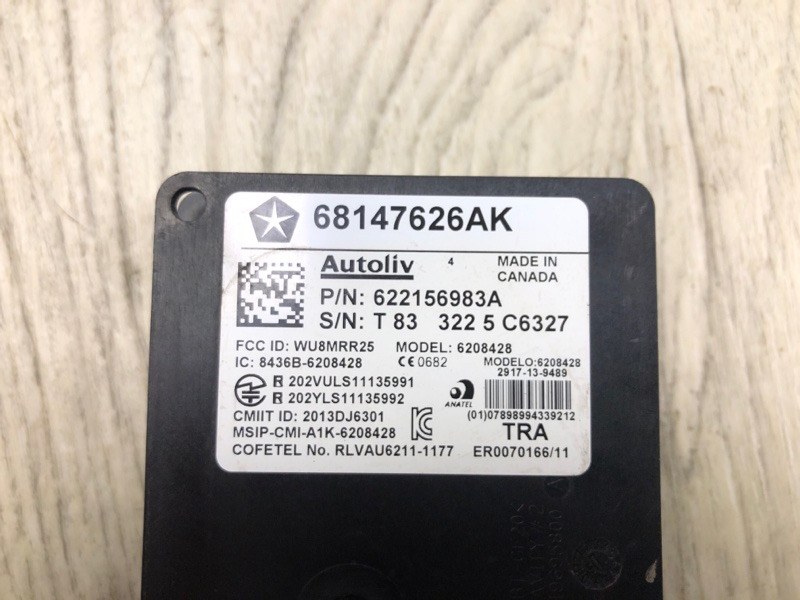 68147626AK
Autoliv 4 MADE IN
CANADA
P/N: 622156983A
S/N: T 83 322 5 C6327
FCC ID: WU8MRR25 MODEL: 6208428
IC: 8436B-6208428 CE 0682 MODELO:6208428
2917-13-9489
R 202VULS11135991
R 202YLS11135992
ANATEL
CMIIT ID: 2013DJ6301 (01)07898994339212
MSIP-CMI-A1K-6208428 TRA
COFETEL No. RLVAU6211-1177 ER0070166/11